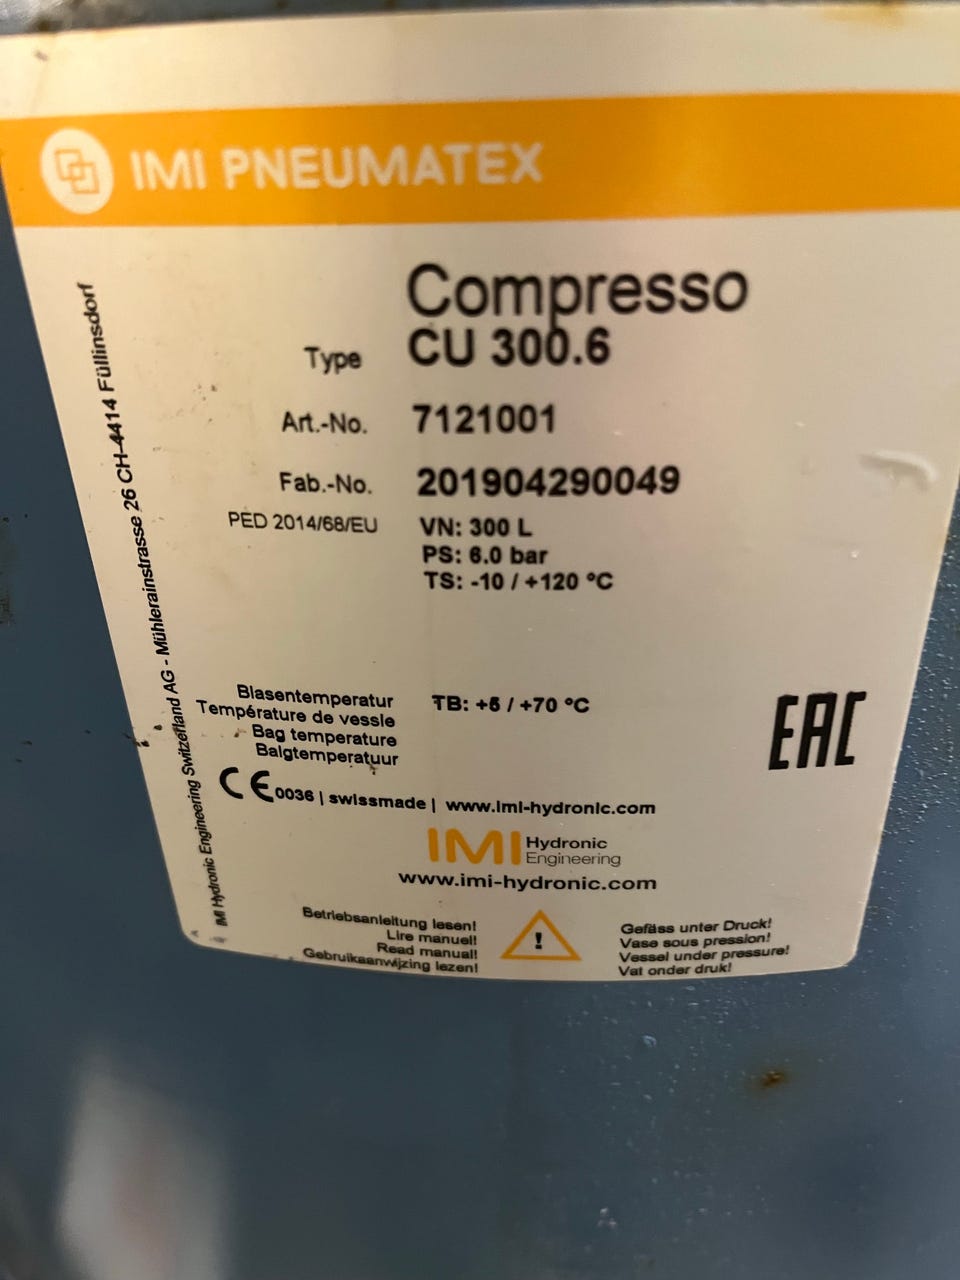 IMI PNEUMATEX
Compresso
Type CU 300.6
Art.-No. 7121001
Fab.-No. 201904290049
PED 2014/68/EU VN: 300 L
PS: 6.0 bar
TS: -10 / +120 °C
Blasentemperatur TB: +5 / +70 °C
Température de vessie
Bag temperature
Balgtemperatuur
EAC
CE 0036 | swissmade | www.imi-hydronic.com
IMI Hydronic
Engineering
www.imi-hydronic.com
Betriebsanleitung lesen!
Lire manuel!
Read manual!
Gebruiksaanwijzing lezen!
!
Gefäss unter Druck!
Vase sous pression!
Vessel under pressure!
Vat onder druk!
IMI Hydronic Engineering Switzerland AG - Mühlerainstrasse 26 CH-4414 Füllinsdorf